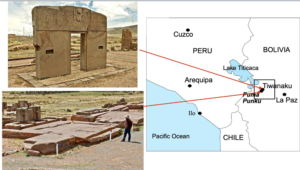 Cuzco
PERU
BOLIVIA
Lake Titicaca
Arequipa
Tiwanaku
Puma
Punku
La Paz
Ilo
Pacific Ocean
CHILE